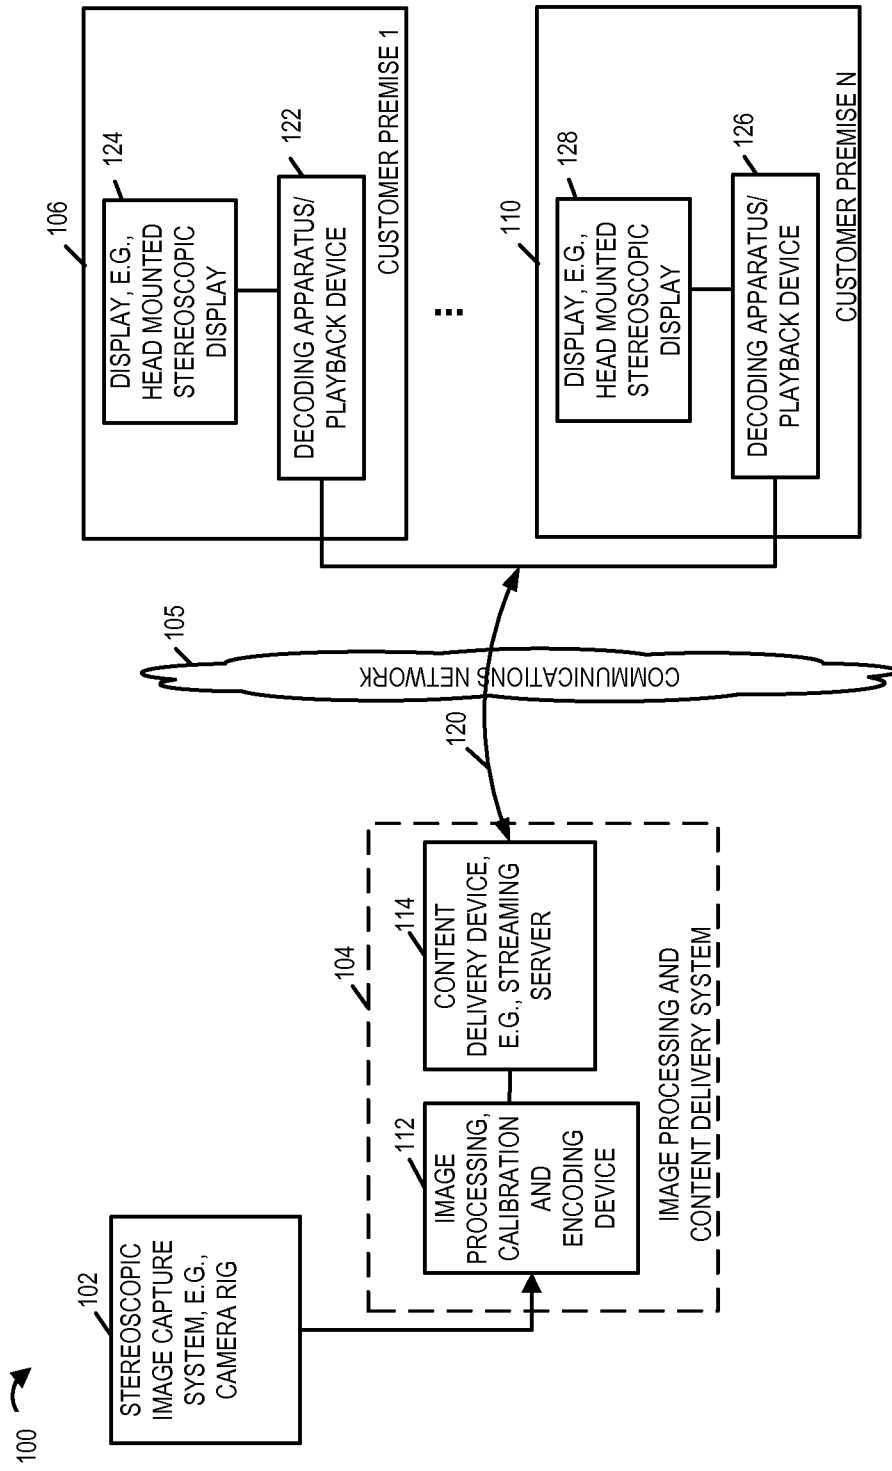 100
102
STEREOSCOPIC
IMAGE CAPTURE
SYSTEM, E.G.,
CAMERA RIG
104
112
IMAGE
PROCESSING,
CALIBRATION
AND
ENCODING
DEVICE
114
CONTENT
DELIVERY DEVICE,
E.G., STREAMING
SERVER
IMAGE PROCESSING AND
CONTENT DELIVERY SYSTEM
120
105
COMMUNICATIONS NETWORK
106
124
DISPLAY, E.G.,
HEAD MOUNTED
STEREOSCOPIC
DISPLAY
122
DECODING APPARATUS/
PLAYBACK DEVICE
CUSTOMER PREMISE 1
...
110
128
DISPLAY, E.G.,
HEAD MOUNTED
STEREOSCOPIC
DISPLAY
126
DECODING APPARATUS/
PLAYBACK DEVICE
CUSTOMER PREMISE N